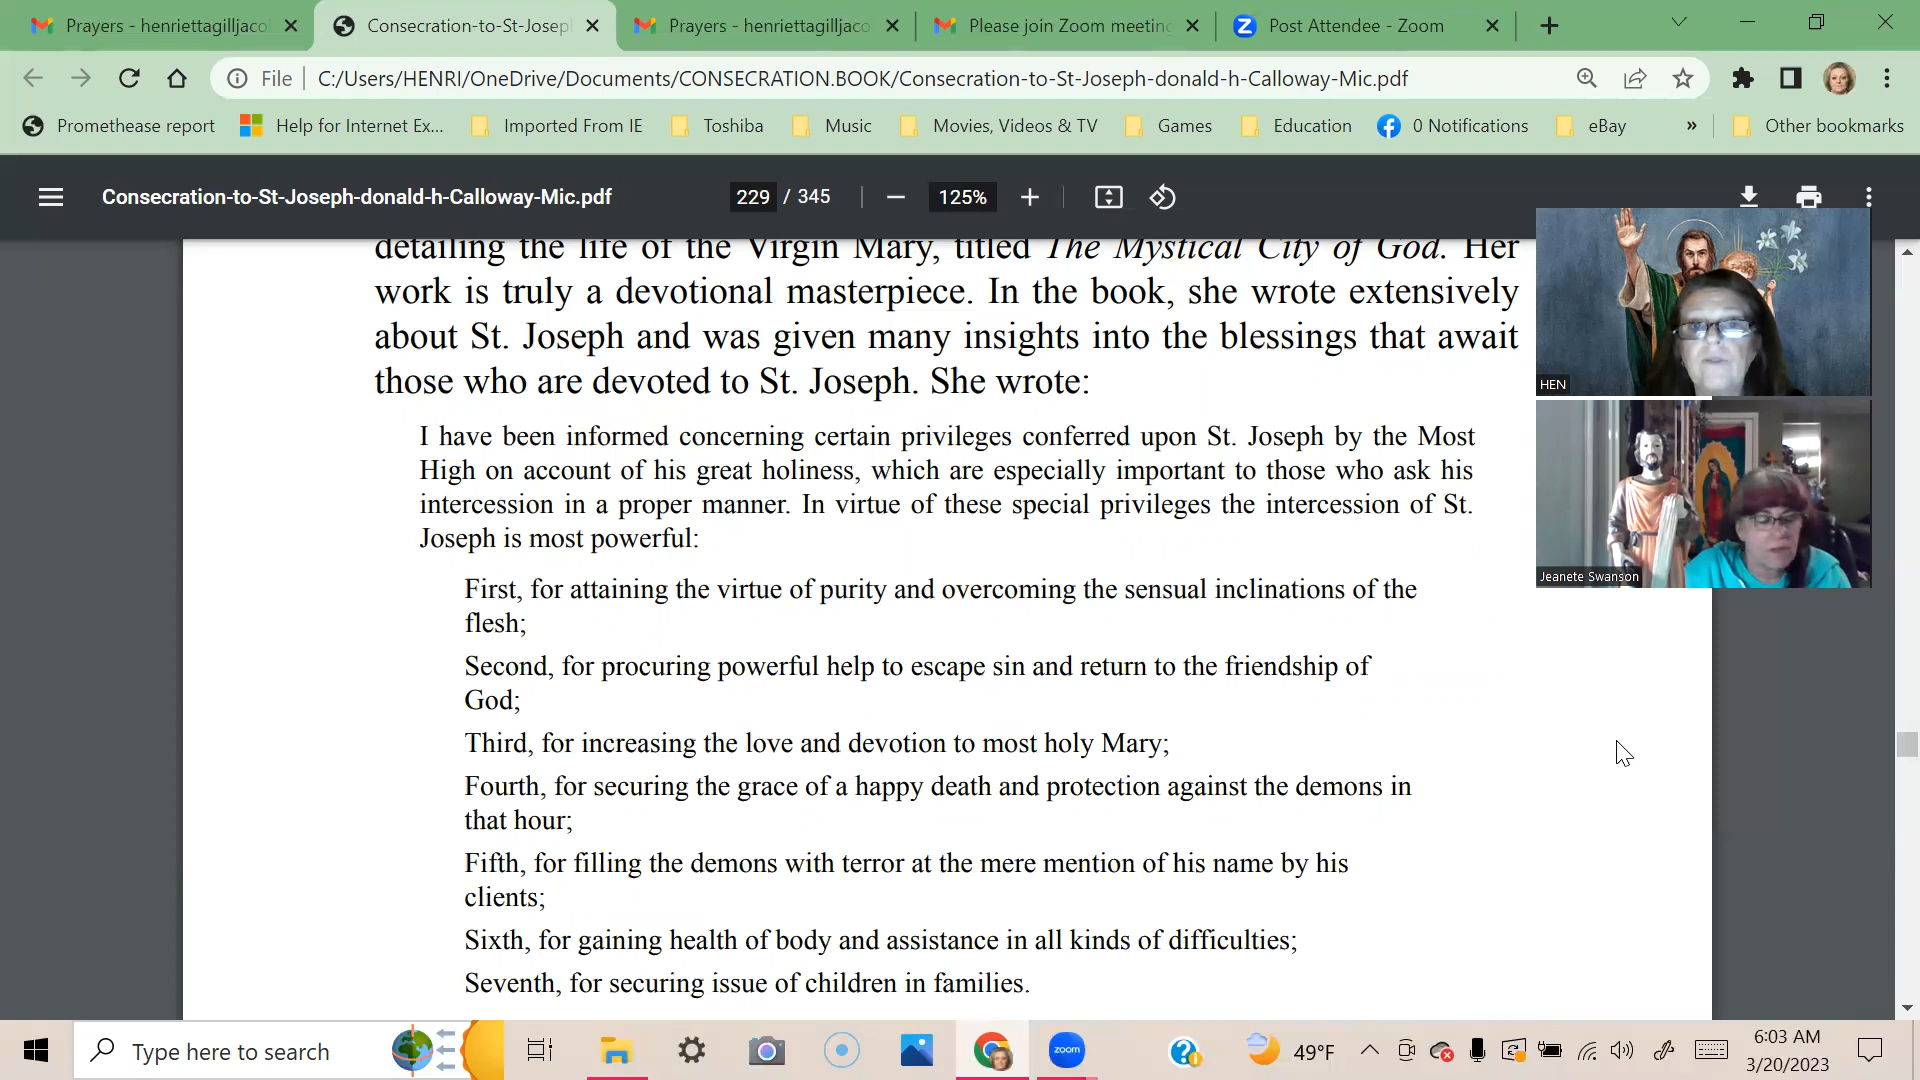 Prayers - henriettagilljaco
Consecration-to-St-Joseph
Prayers - henriettagilljaco
Please join Zoom meeting
Post Attendee - Zoom
File
C:/Users/HENRI/OneDrive/Documents/CONSECRATION.BOOK/Consecration-to-St-Joseph-donald-h-Calloway-Mic.pdf
Promethease report
Help for Internet Ex...
Imported From IE
Toshiba
Music
Movies, Videos & TV
Games
Education
0 Notifications
eBay
»
Other bookmarks
Consecration-to-St-Joseph-donald-h-Calloway-Mic.pdf
229 / 345
125%
detailing the life of the Virgin Mary, titled The Mystical City of God. Her
work is truly a devotional masterpiece. In the book, she wrote extensively
about St. Joseph and was given many insights into the blessings that await
those who are devoted to St. Joseph. She wrote:
I have been informed concerning certain privileges conferred upon St. Joseph by the Most
High on account of his great holiness, which are especially important to those who ask his
intercession in a proper manner. In virtue of these special privileges the intercession of St.
Joseph is most powerful:
First, for attaining the virtue of purity and overcoming the sensual inclinations of the
flesh;
Second, for procuring powerful help to escape sin and return to the friendship of
God;
Third, for increasing the love and devotion to most holy Mary;
Fourth, for securing the grace of a happy death and protection against the demons in
that hour;
Fifth, for filling the demons with terror at the mere mention of his name by his
clients;
Sixth, for gaining health of body and assistance in all kinds of difficulties;
Seventh, for securing issue of children in families.
HEN
Jeanete Swanson
Type here to search
zoom
49°F
6:03 AM
3/20/2023